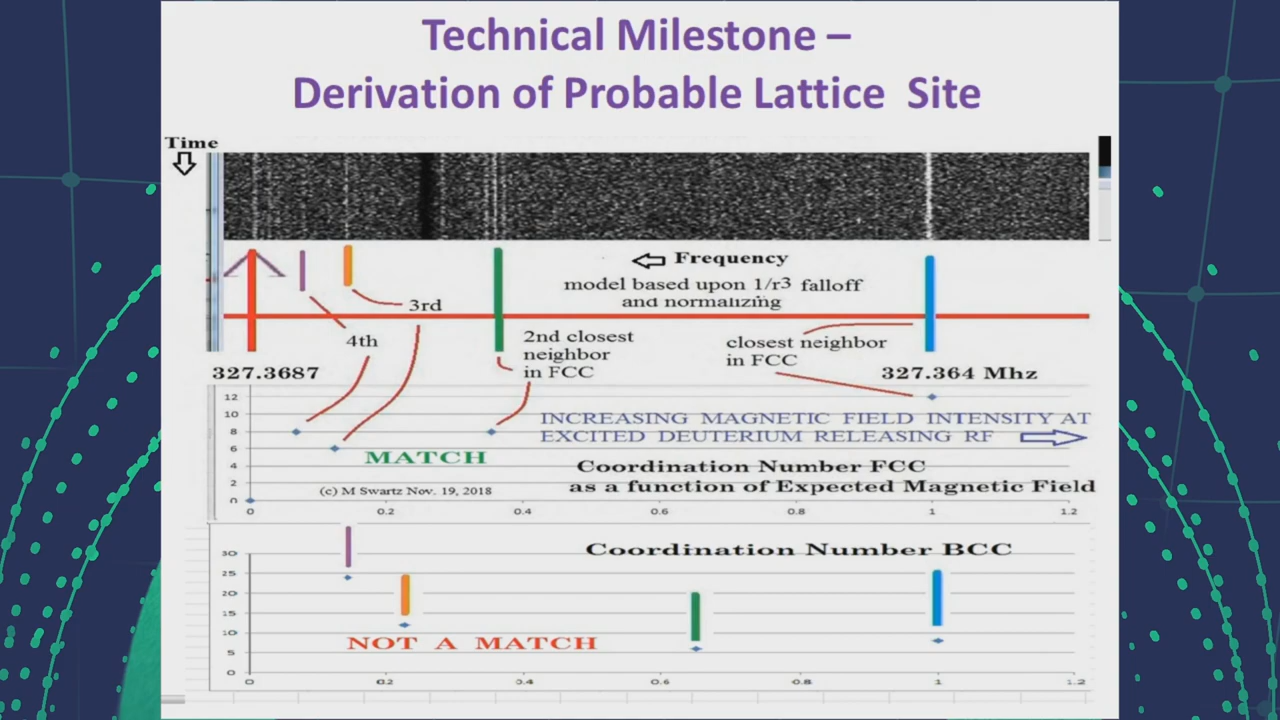 Technical Milestone –
Derivation of Probable Lattice Site
Time
Frequency
model based upon 1/r3 falloff
and normalizing
3rd
4th
2nd closest
neighbor
in FCC
closest neighbor
in FCC
327.3687
327.364 Mhz
12
10
8
6
4
2
0
INCREASING MAGNETIC FIELD INTENSITY AT
EXCITED DEUTERIUM RELEASING RF
MATCH
Coordination Number FCC
as a function of Expected Magnetic Field
(c) M Swartz Nov. 19, 2018
0 0.2 0.4 0.6 0.8 1 1.2
Coordination Number BCC
30
25
20
15
10
5
0
NOT A MATCH
0 0.2 0.4 0.6 0.8 1 1.2